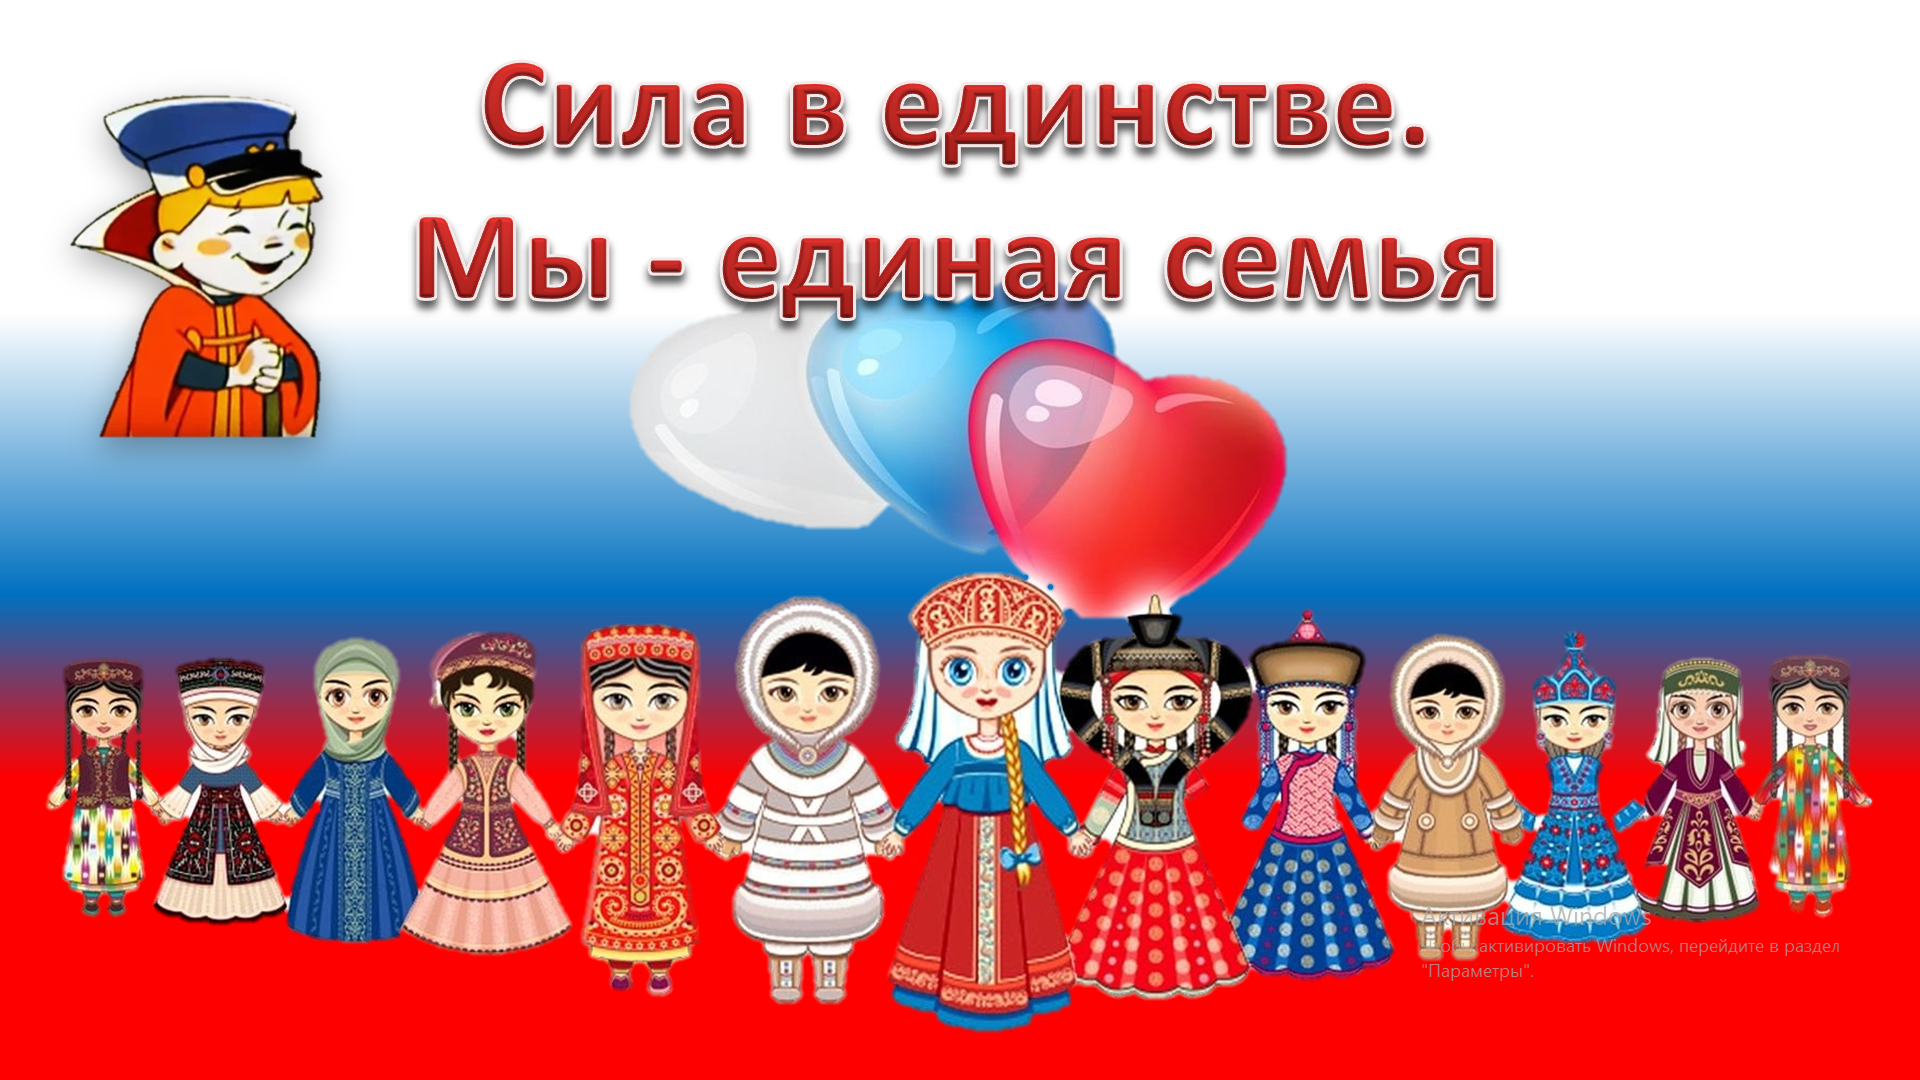 Сила в единстве.
Мы - единая семья
Активация Windows
активировать Windows, перейдите в раздел
"Параметры".